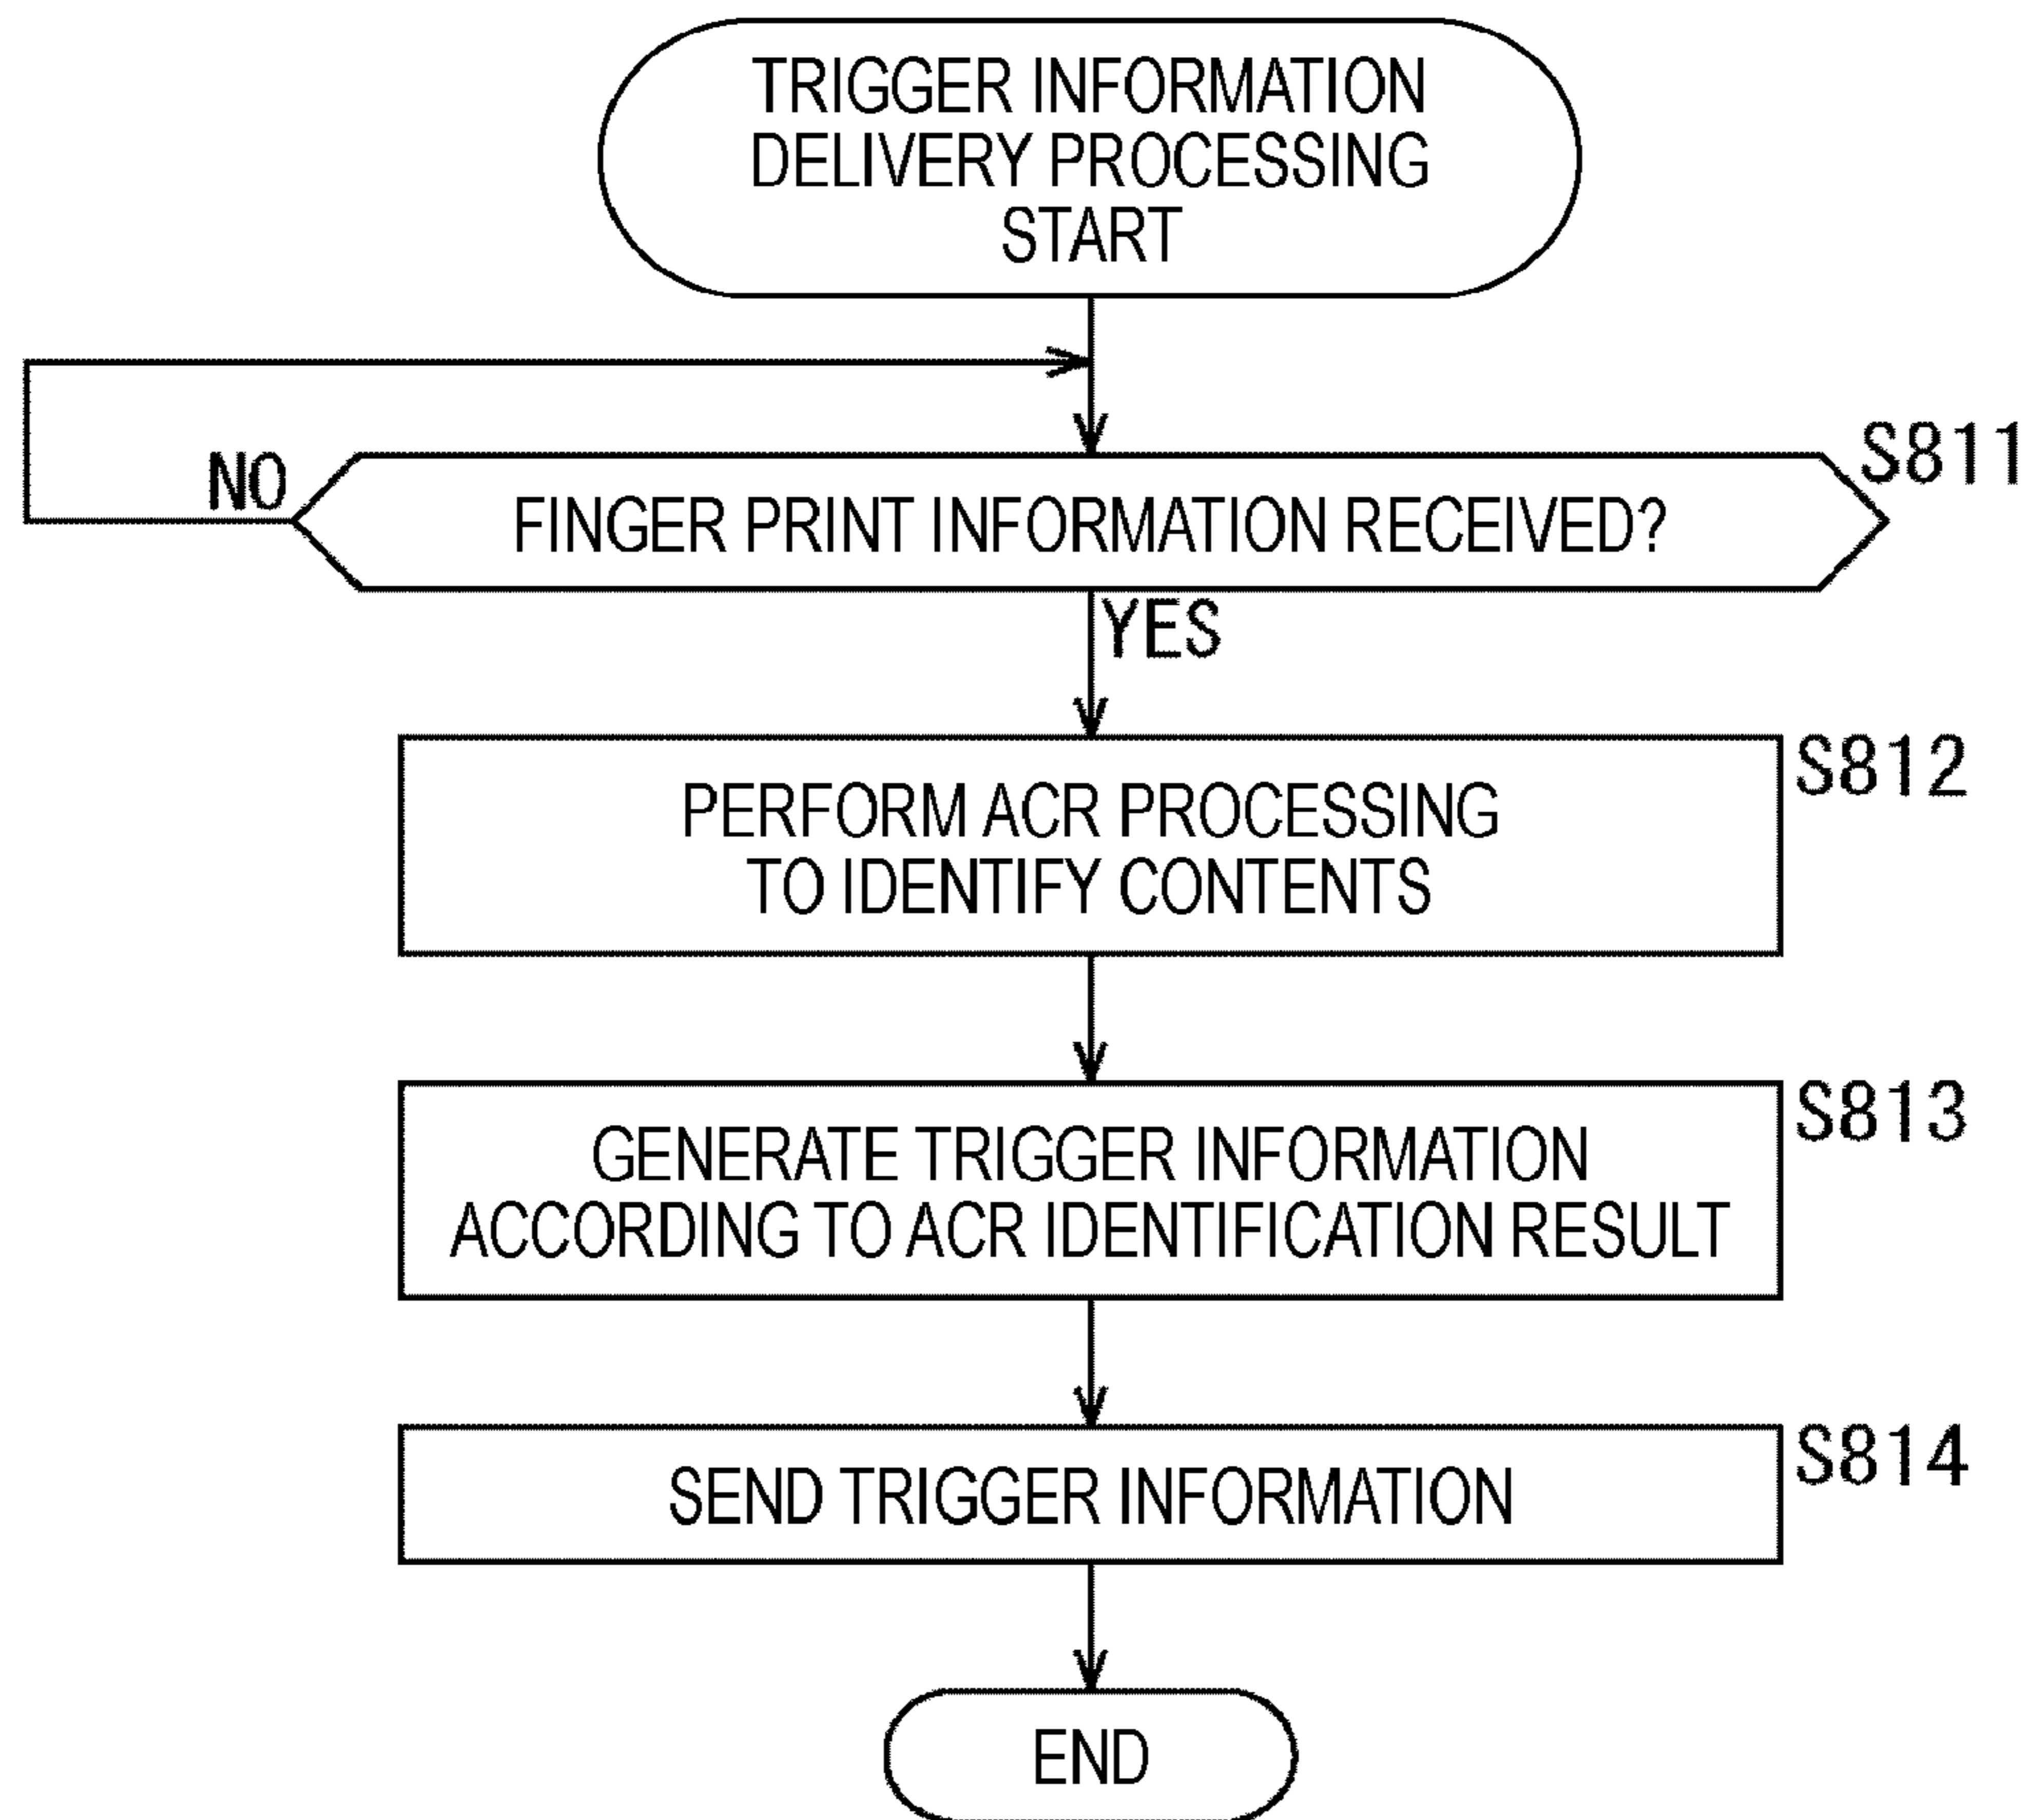 TRIGGER INFORMATION
DELIVERY PROCESSING
START
S811
NO
FINGER PRINT INFORMATION RECEIVED?
YES
S812
PERFORM ACR PROCESSING
TO IDENTIFY CONTENTS
S813
GENERATE TRIGGER INFORMATION
ACCORDING TO ACR IDENTIFICATION RESULT
S814
SEND TRIGGER INFORMATION
END